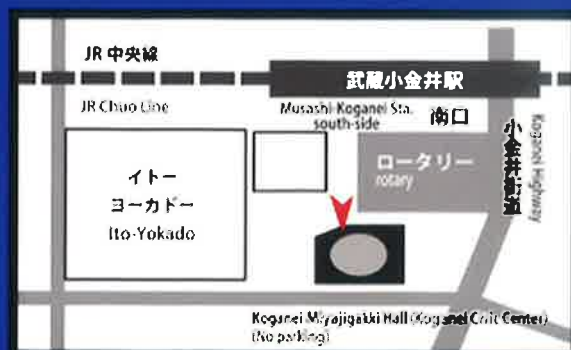 JR 中央線
武蔵小金井駅
JR Chuo Line
Musashi-Koganei Sta.
south-side
南口
小金井街道
Koganei Highway
ロータリー
rotary
イトー
ヨーカドー
Ito-Yokado
Koganei Miyajigakki Hall (Koganei Civic Center)
(No parking)